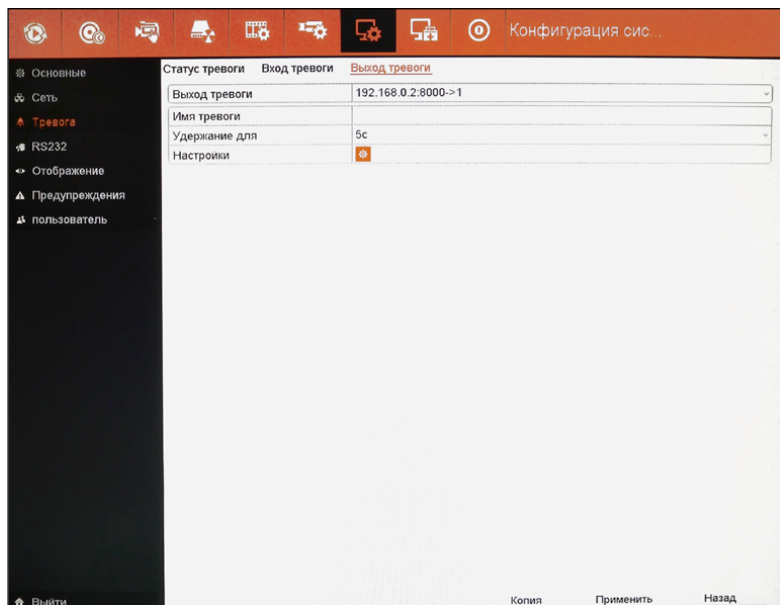 Конфигурация сис...
Основные
Сеть
Тревога
RS232
Отображение
Предупреждения
пользователь
Выйти
Статус тревоги Вход тревоги Выход тревоги
Выход тревоги 192.168.0.2:8000->1
Имя тревоги
Удержание для 5с
Настройки
Копия Применить Назад